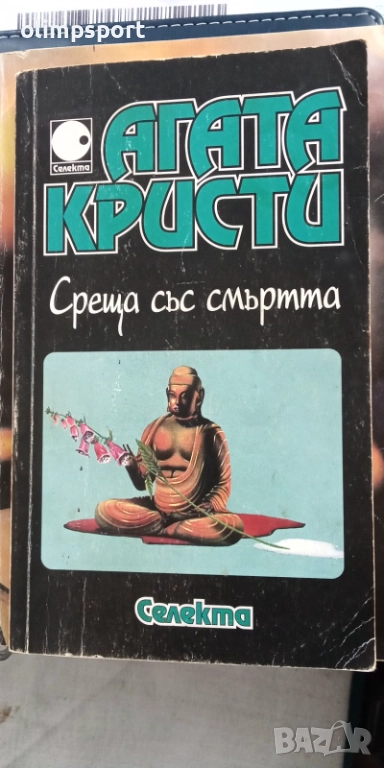 olimpsport
Селекта
АГАТА
КРИСТИ
Среща със смъртта
Селекта
BAZAR